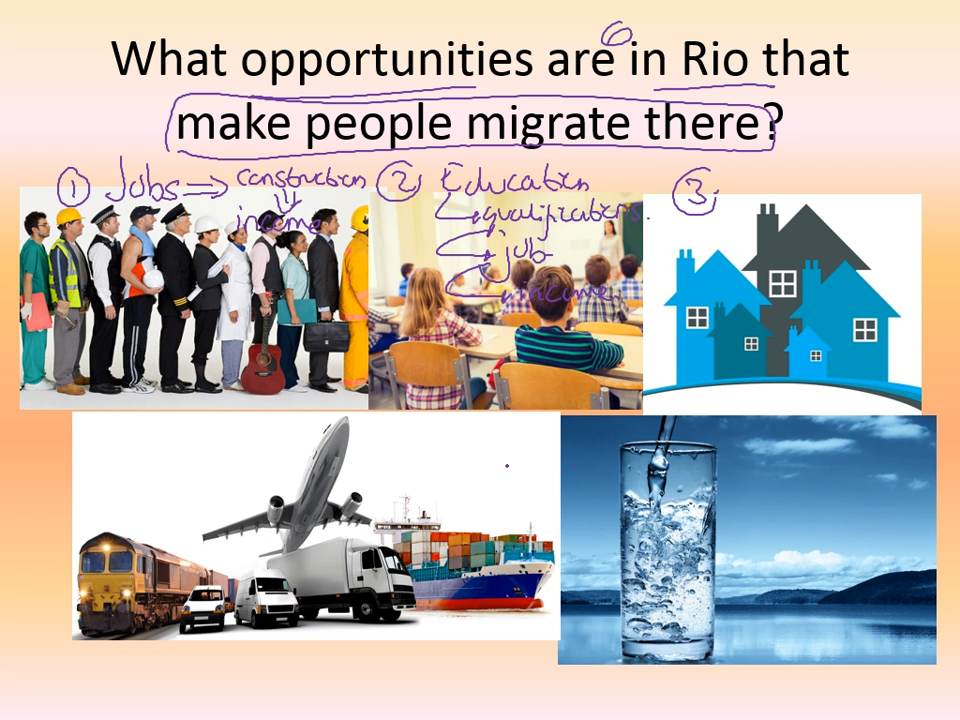 What opportunities are in Rio that
make people migrate there?
6
① Jobs ⇒ construction
income
② Education
qualifications.
job
income
③